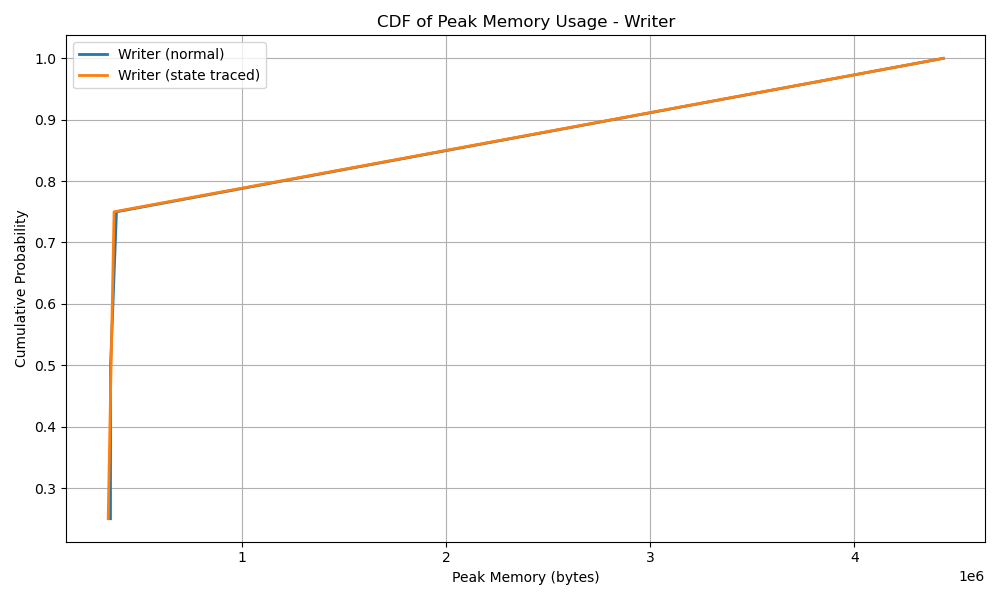 CDF of Peak Memory Usage - Writer
Writer (normal)
Writer (state traced)
Cumulative Probability
1.0
0.9
0.8
0.7
0.6
0.5
0.4
0.3
1 2 3 4
1e6
Peak Memory (bytes)